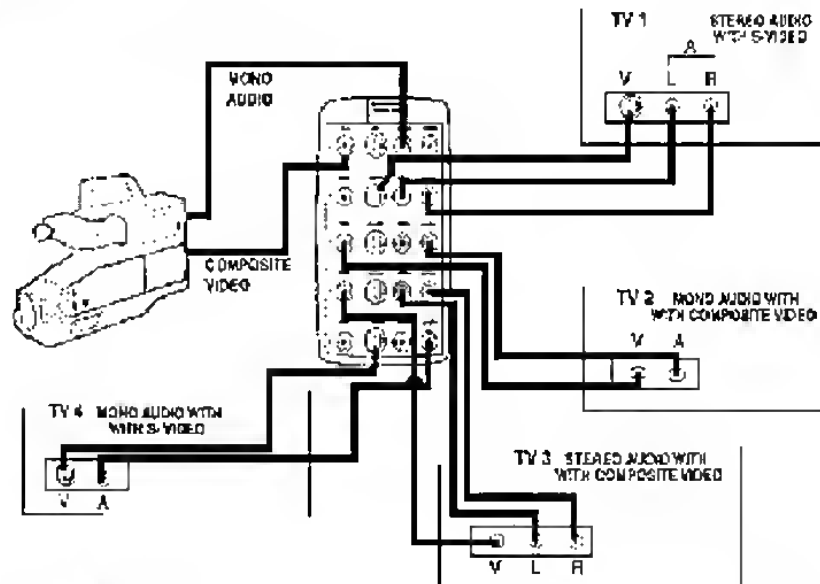 MONO
AUDIO
COMPOSITE
VIDEO
TV 1 STEREO AUDIO
WITH S-VIDEO
A
V L R
TV 2 MONO AUDIO WITH
WITH COMPOSITE VIDEO
V A
TV 4 MONO AUDIO WITH
WITH S-VIDEO
V A
TV 3 STEREO AUDIO WITH
WITH COMPOSITE VIDEO
V L R